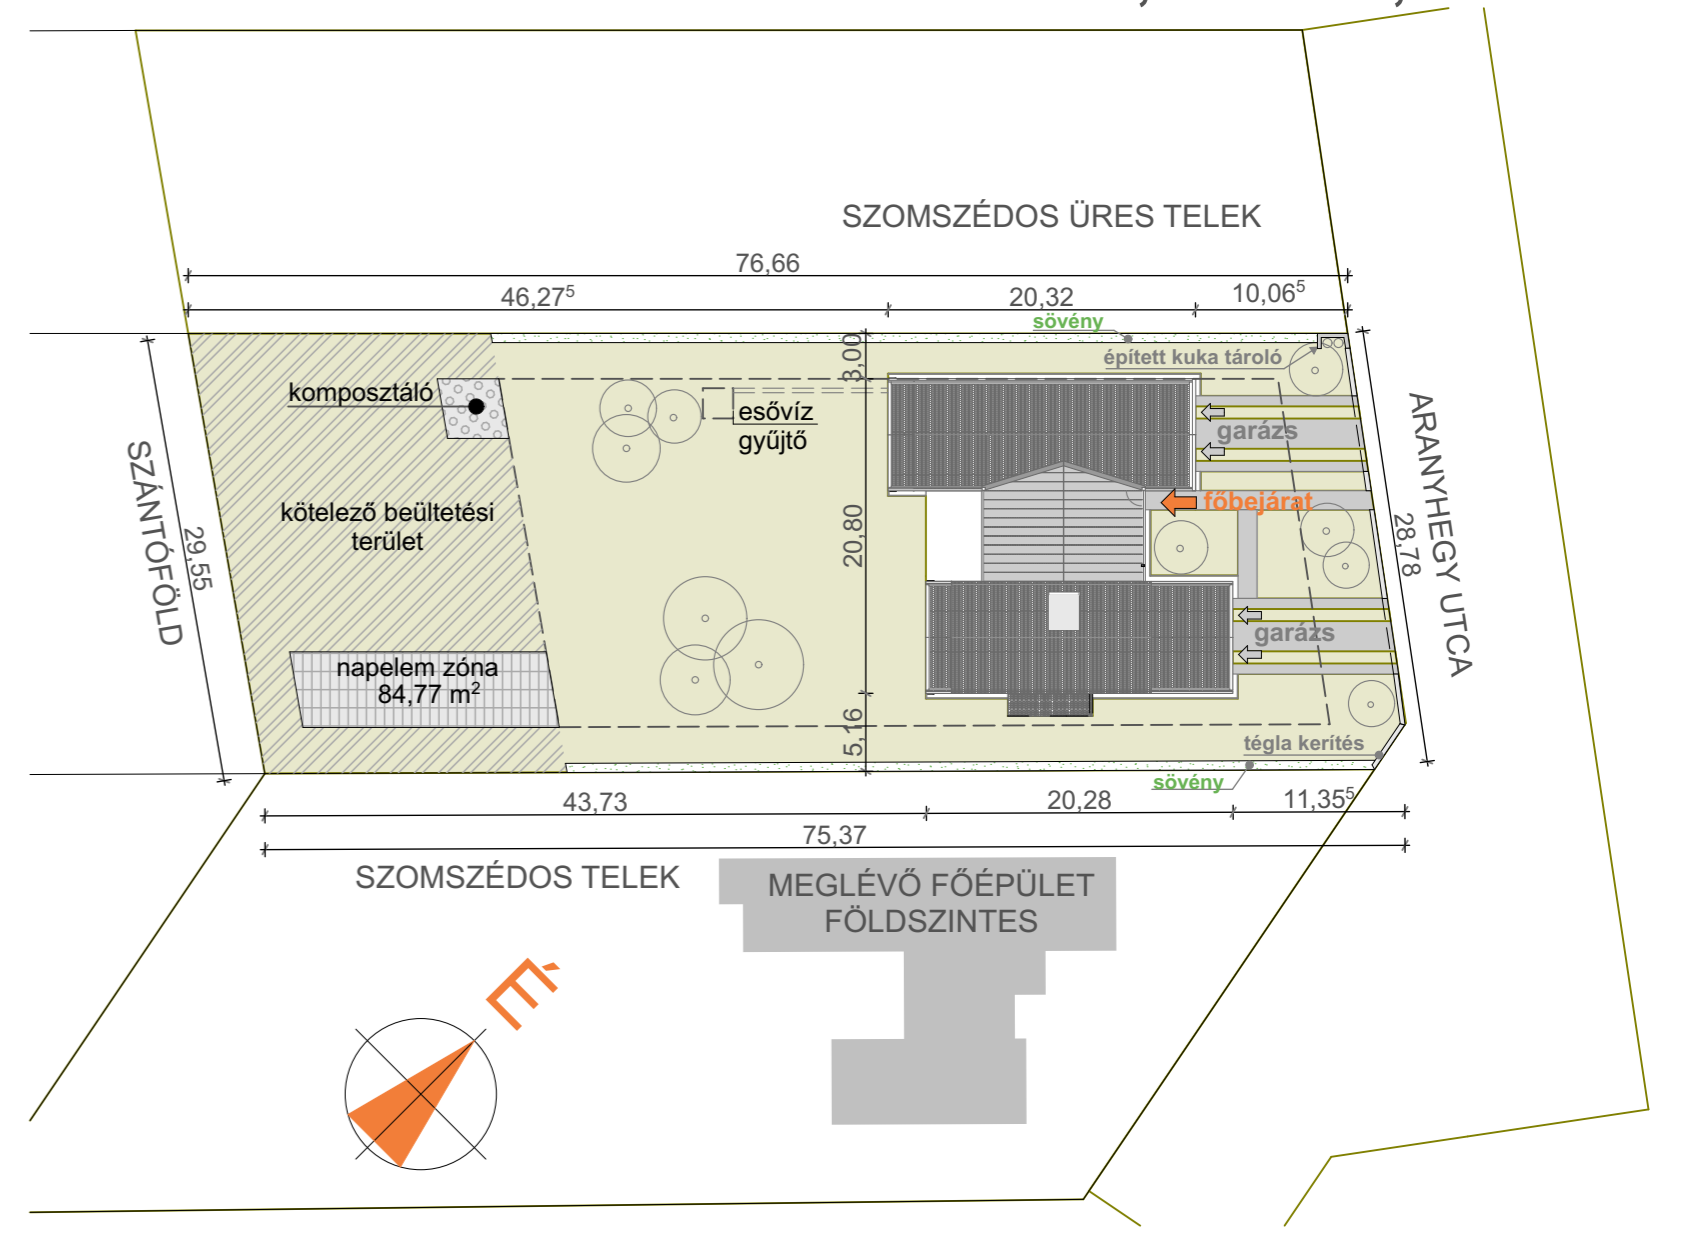 SZOMSZÉDOS ÜRES TELEK
76,66
46,27⁵
20,32
10,06⁵
sövény
épített kuka tároló
3,00
komposztáló
esővíz
gyűjtő
garázs
főbejárat
ARANYHEGY UTCA
28,78
SZÁNTÓFÖLD
29,55
kötelező beültetési
terület
20,80
garázs
napelem zóna
84,77 m²
5,16
tégla kerítés
sövény
43,73
20,28
11,35⁵
75,37
SZOMSZÉDOS TELEK
MEGLÉVŐ FŐÉPÜLET
FÖLDSZINTES
É